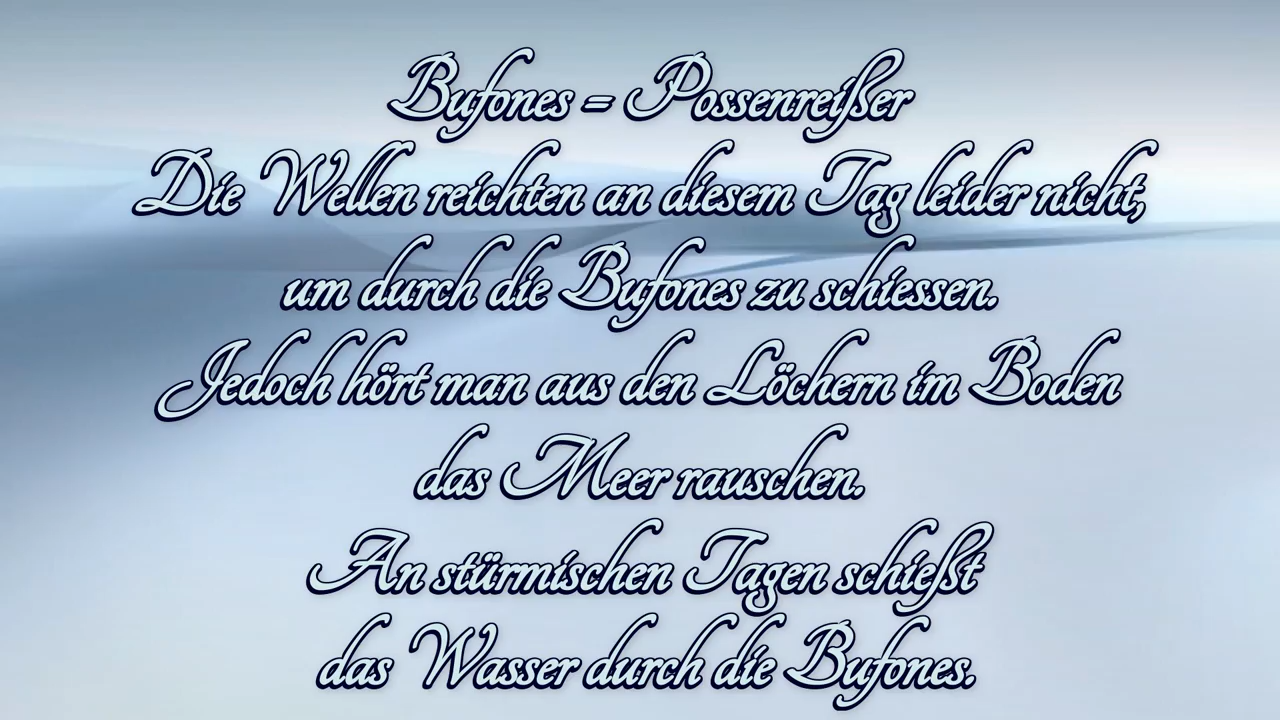 Bufones = Possenreißer
Die Wellen reichten an diesem Tag leider nicht,
um durch die Bufones zu schiessen.
Jedoch hört man aus den Löchern im Boden
das Meer rauschen.
An stürmischen Tagen schießt
das Wasser durch die Bufones.